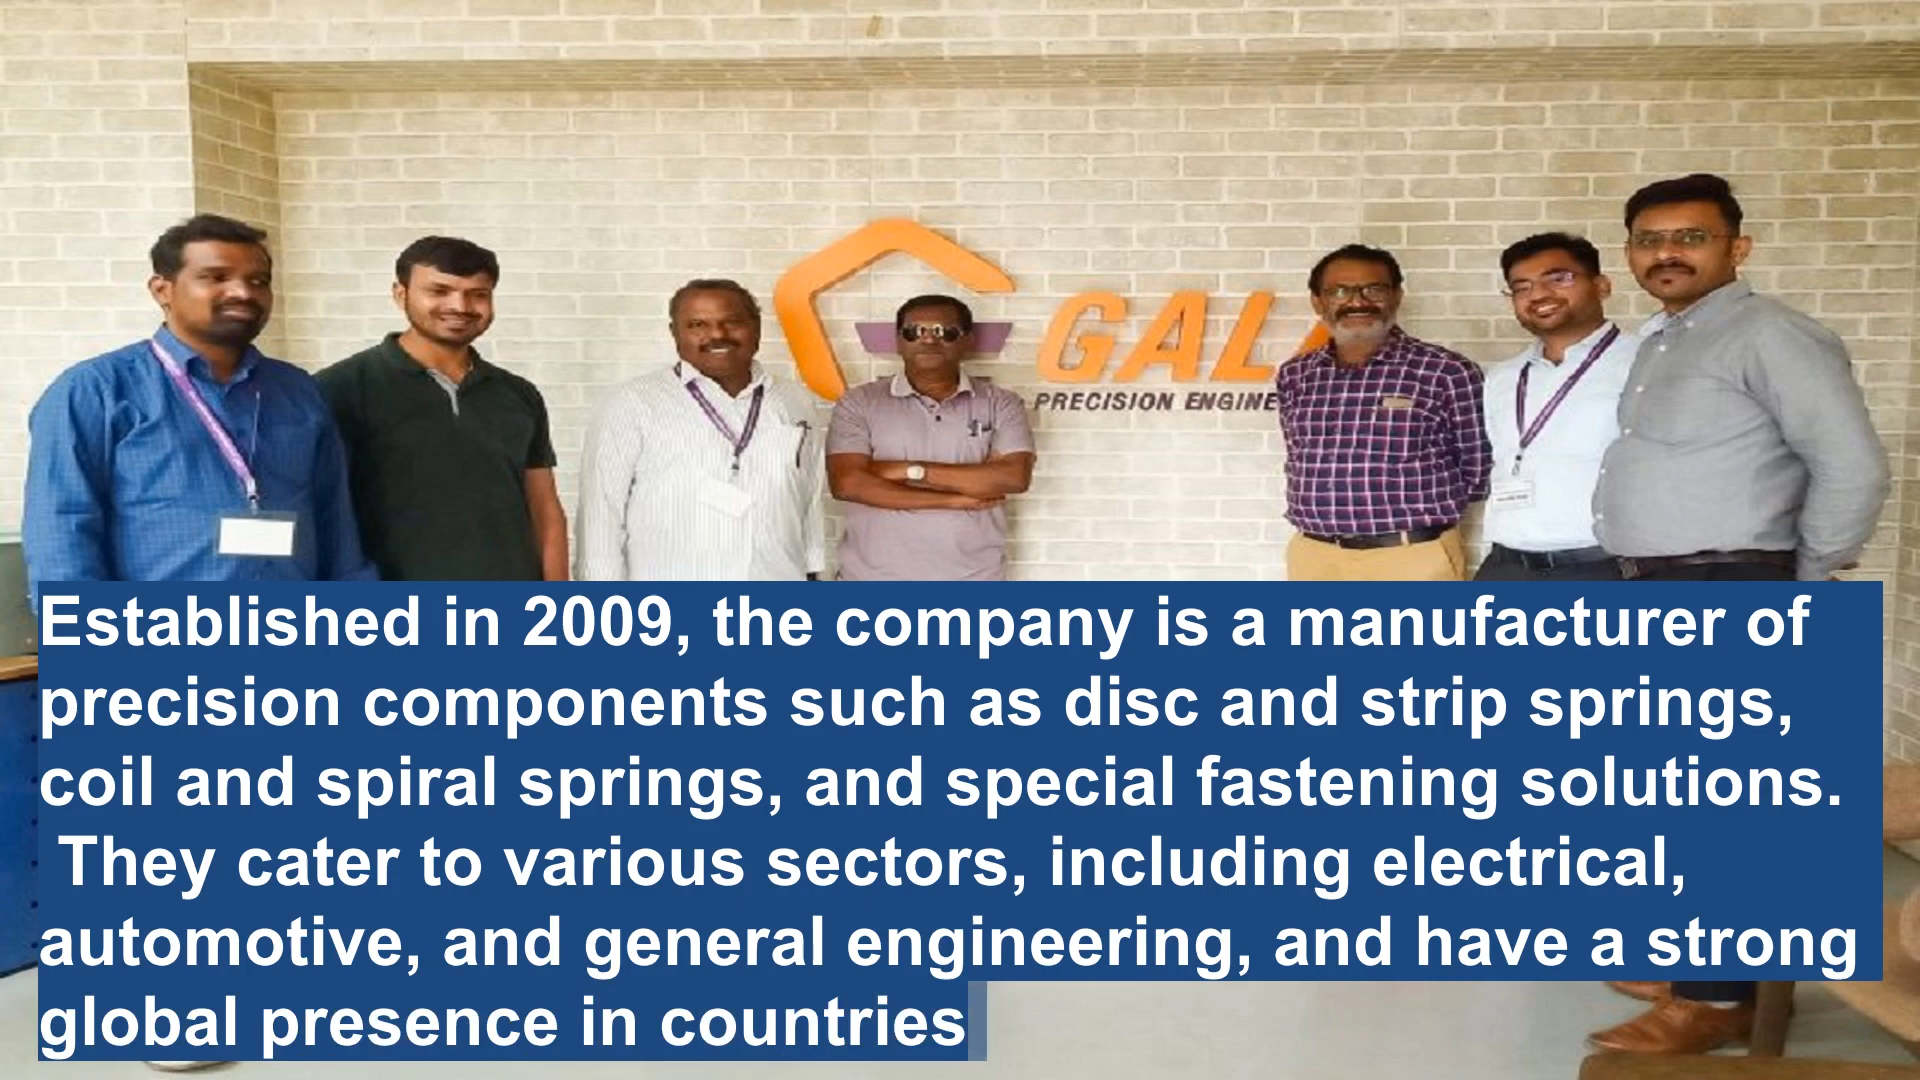 GAL
PRECISION ENGINE
Established in 2009, the company is a manufacturer of
precision components such as disc and strip springs,
coil and spiral springs, and special fastening solutions.
They cater to various sectors, including electrical,
automotive, and general engineering, and have a strong
global presence in countries